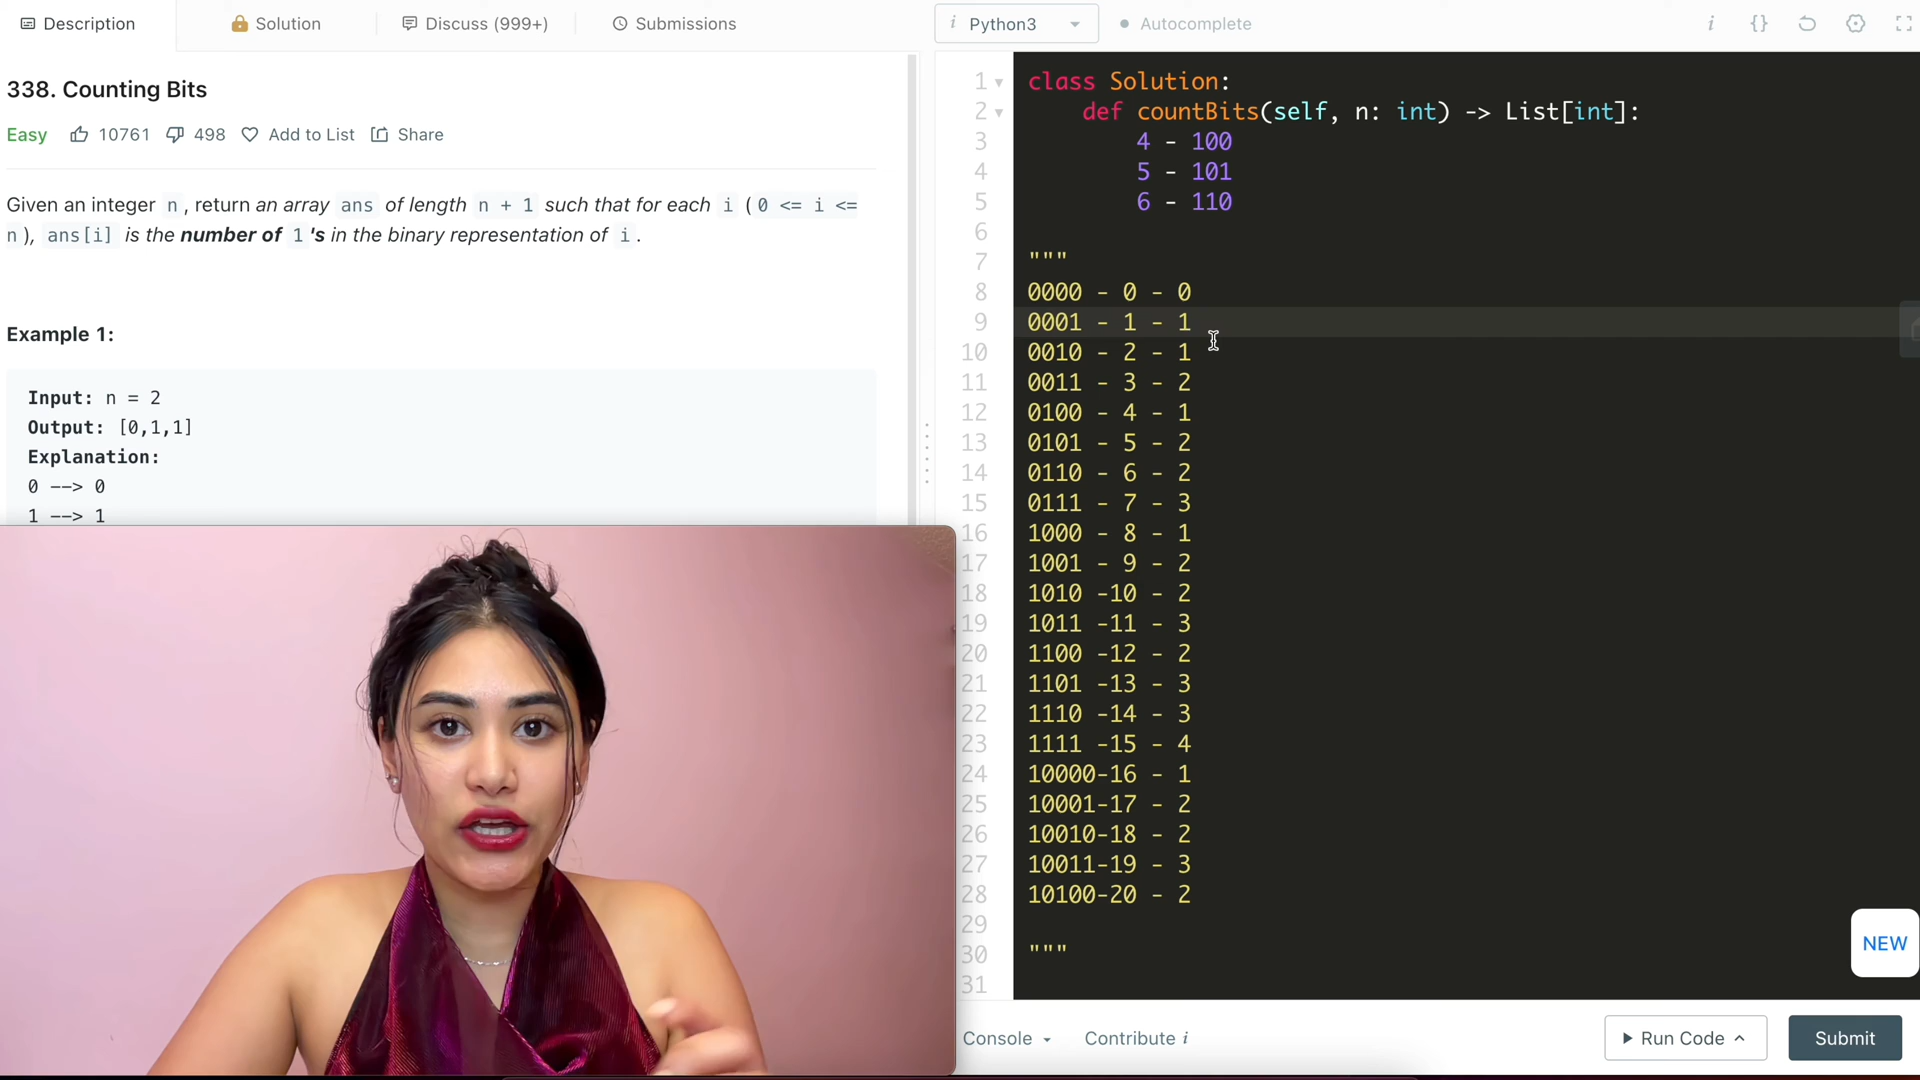 Description
Solution
Discuss (999+)
Submissions
i Python3
Autocomplete
i {}
338. Counting Bits
Easy 10761 498 Add to List Share
Given an integer n, return an array ans of length n + 1 such that for each i (0 <= i <=
n), ans[i] is the number of 1's in the binary representation of i.
Example 1:
Input: n = 2
Output: [0,1,1]
Explanation:
0 --> 0
1 --> 1
1 class Solution:
2 def countBits(self, n: int) -> List[int]:
3 4 - 100
4 5 - 101
5 6 - 110
6
7 """
8 0000 - 0 - 0
9 0001 - 1 - 1
10 0010 - 2 - 1
11 0011 - 3 - 2
12 0100 - 4 - 1
13 0101 - 5 - 2
14 0110 - 6 - 2
15 0111 - 7 - 3
16 1000 - 8 - 1
17 1001 - 9 - 2
18 1010 -10 - 2
19 1011 -11 - 3
20 1100 -12 - 2
21 1101 -13 - 3
22 1110 -14 - 3
23 1111 -15 - 4
24 10000-16 - 1
25 10001-17 - 2
26 10010-18 - 2
27 10011-19 - 3
28 10100-20 - 2
29
30 """
31
NEW
Console
Contribute i
Run Code
Submit